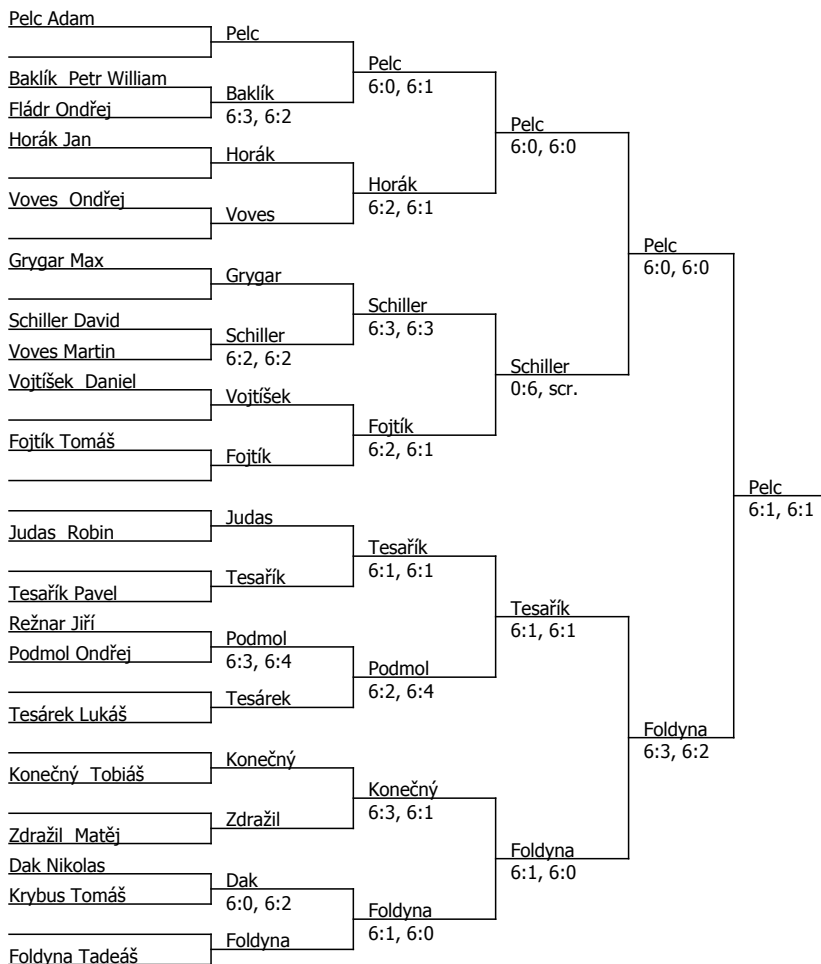 Pelc Adam
Pelc
Pelc
Baklík  Petr William
6:0, 6:1
Baklík
Fládr Ondřej
6:3, 6:2
Pelc
Horák Jan
6:0, 6:0
Horák
Horák
Voves  Ondřej
6:2, 6:1
Voves
Pelc
Grygar Max
6:0, 6:0
Grygar
Schiller
Schiller David
6:3, 6:3
Schiller
Voves Martin
6:2, 6:2
Schiller
Vojtíšek  Daniel
0:6, scr.
Vojtíšek
Fojtík
Fojtík Tomáš
6:2, 6:1
Fojtík
Pelc
6:1, 6:1
Judas
Judas  Robin
Tesařík
6:1, 6:1
Tesařík
Tesařík Pavel
Tesařík
Režnar Jiří
6:1, 6:1
Podmol
Podmol Ondřej
6:3, 6:4
Podmol
6:2, 6:4
Tesárek
Tesárek Lukáš
Foldyna
6:3, 6:2
Konečný
Konečný  Tobiáš
Konečný
6:3, 6:1
Zdražil
Zdražil  Matěj
Foldyna
Dak Nikolas
6:1, 6:0
Dak
Krybus Tomáš
6:0, 6:2
Foldyna
6:1, 6:0
Foldyna
Foldyna Tadeáš